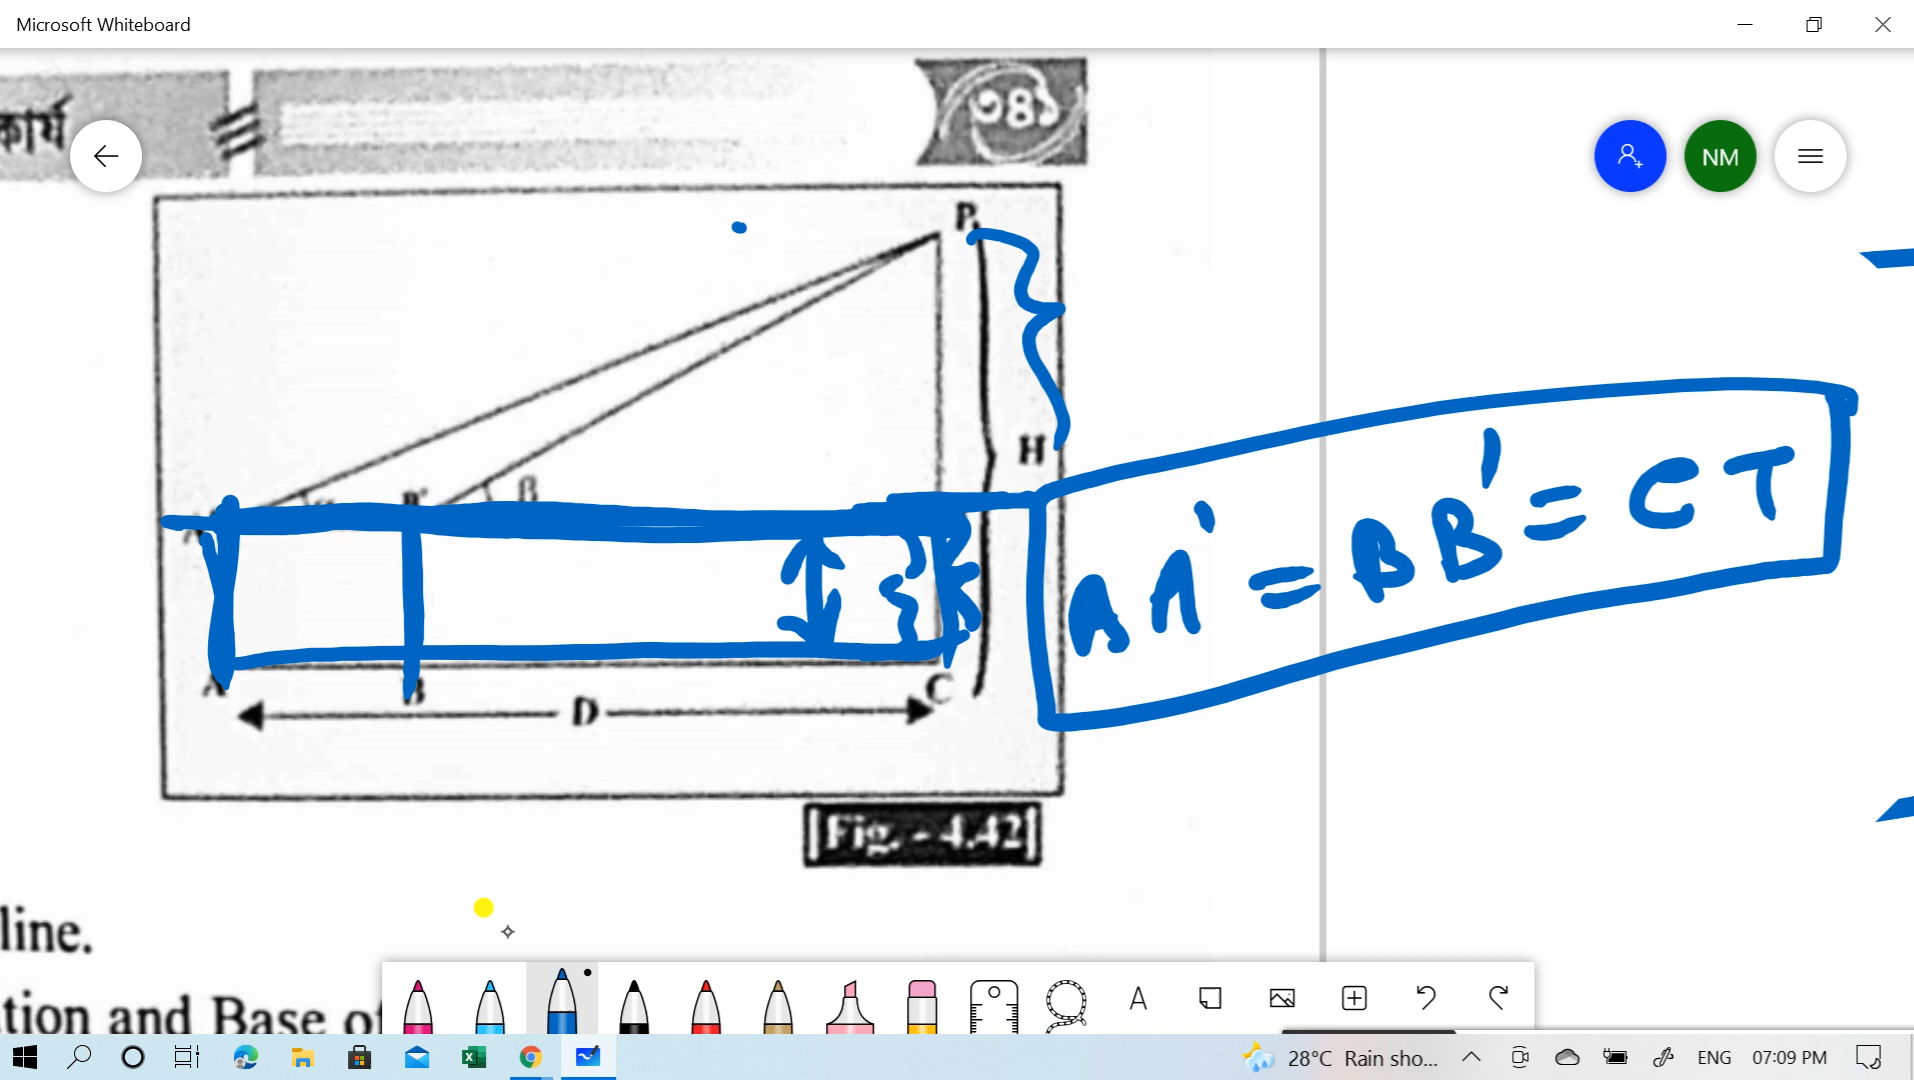 Microsoft Whiteboard
কার্য
৩৪১
NM
P
H
B'
β
AA' = BB' = CT
A
B
C
D
Fig. - 4.42
line.
tion and Base of
A
28°C Rain sho...
ENG
07:09 PM